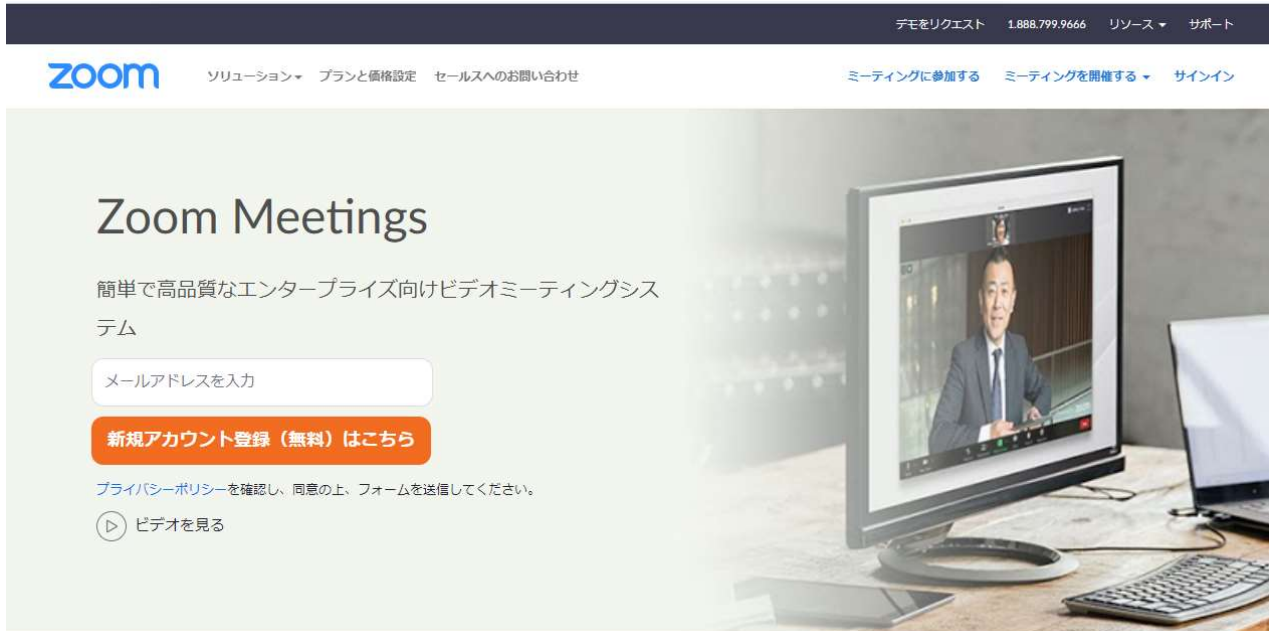 デモをリクエスト 1.888.799.9666 リソース サポート
zoom ソリューション プランと価格設定 セールスへのお問い合わせ ミーティングに参加する ミーティングを開催する サインイン
Zoom Meetings
簡単で高品質なエンタープライズ向けビデオミーティングシス
テム
メールアドレスを入力
新規アカウント登録（無料）はこちら
プライバシーポリシーを確認し、同意の上、フォームを送信してください。
ビデオを見る